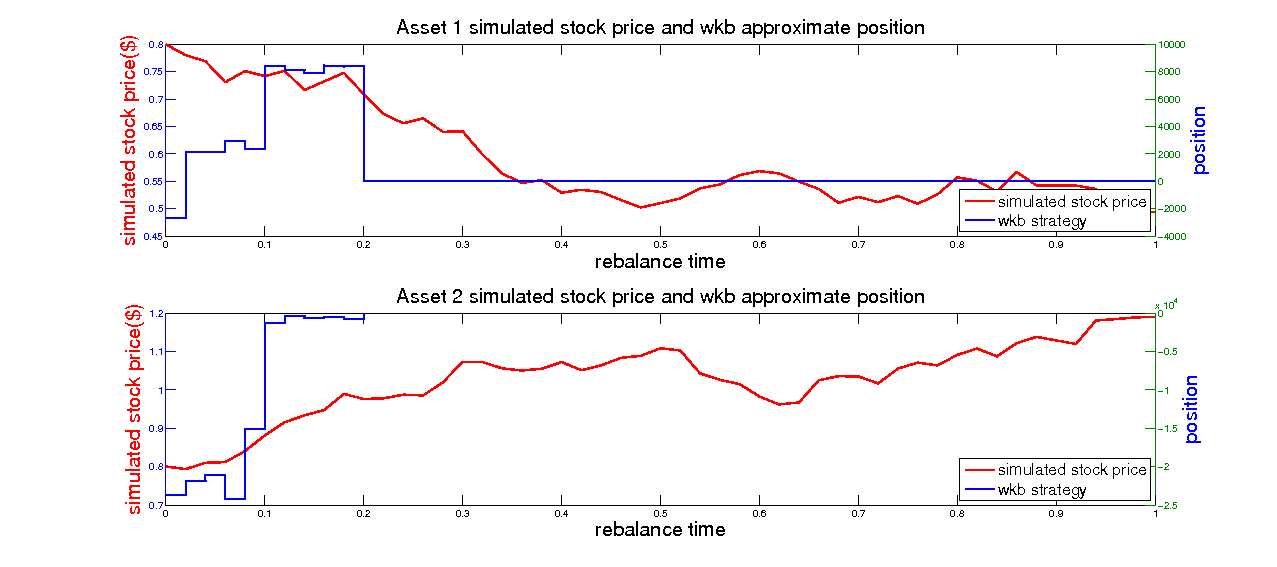 Asset 1 simulated stock price and wkb approximate position
simulated stock price($)
0.8
0.75
0.7
0.65
0.6
0.55
0.5
0.45
10000
8000
6000
4000
2000
0
-2000
-4000
position
simulated stock price
wkb strategy
0 0.1 0.2 0.3 0.4 0.5 0.6 0.7 0.8 0.9 1
rebalance time
Asset 2 simulated stock price and wkb approximate position
simulated stock price($)
1.2
1.1
1
0.9
0.8
0.7
x 10^4
0
-0.5
-1
-1.5
-2
-2.5
position
simulated stock price
wkb strategy
0 0.1 0.2 0.3 0.4 0.5 0.6 0.7 0.8 0.9 1
rebalance time